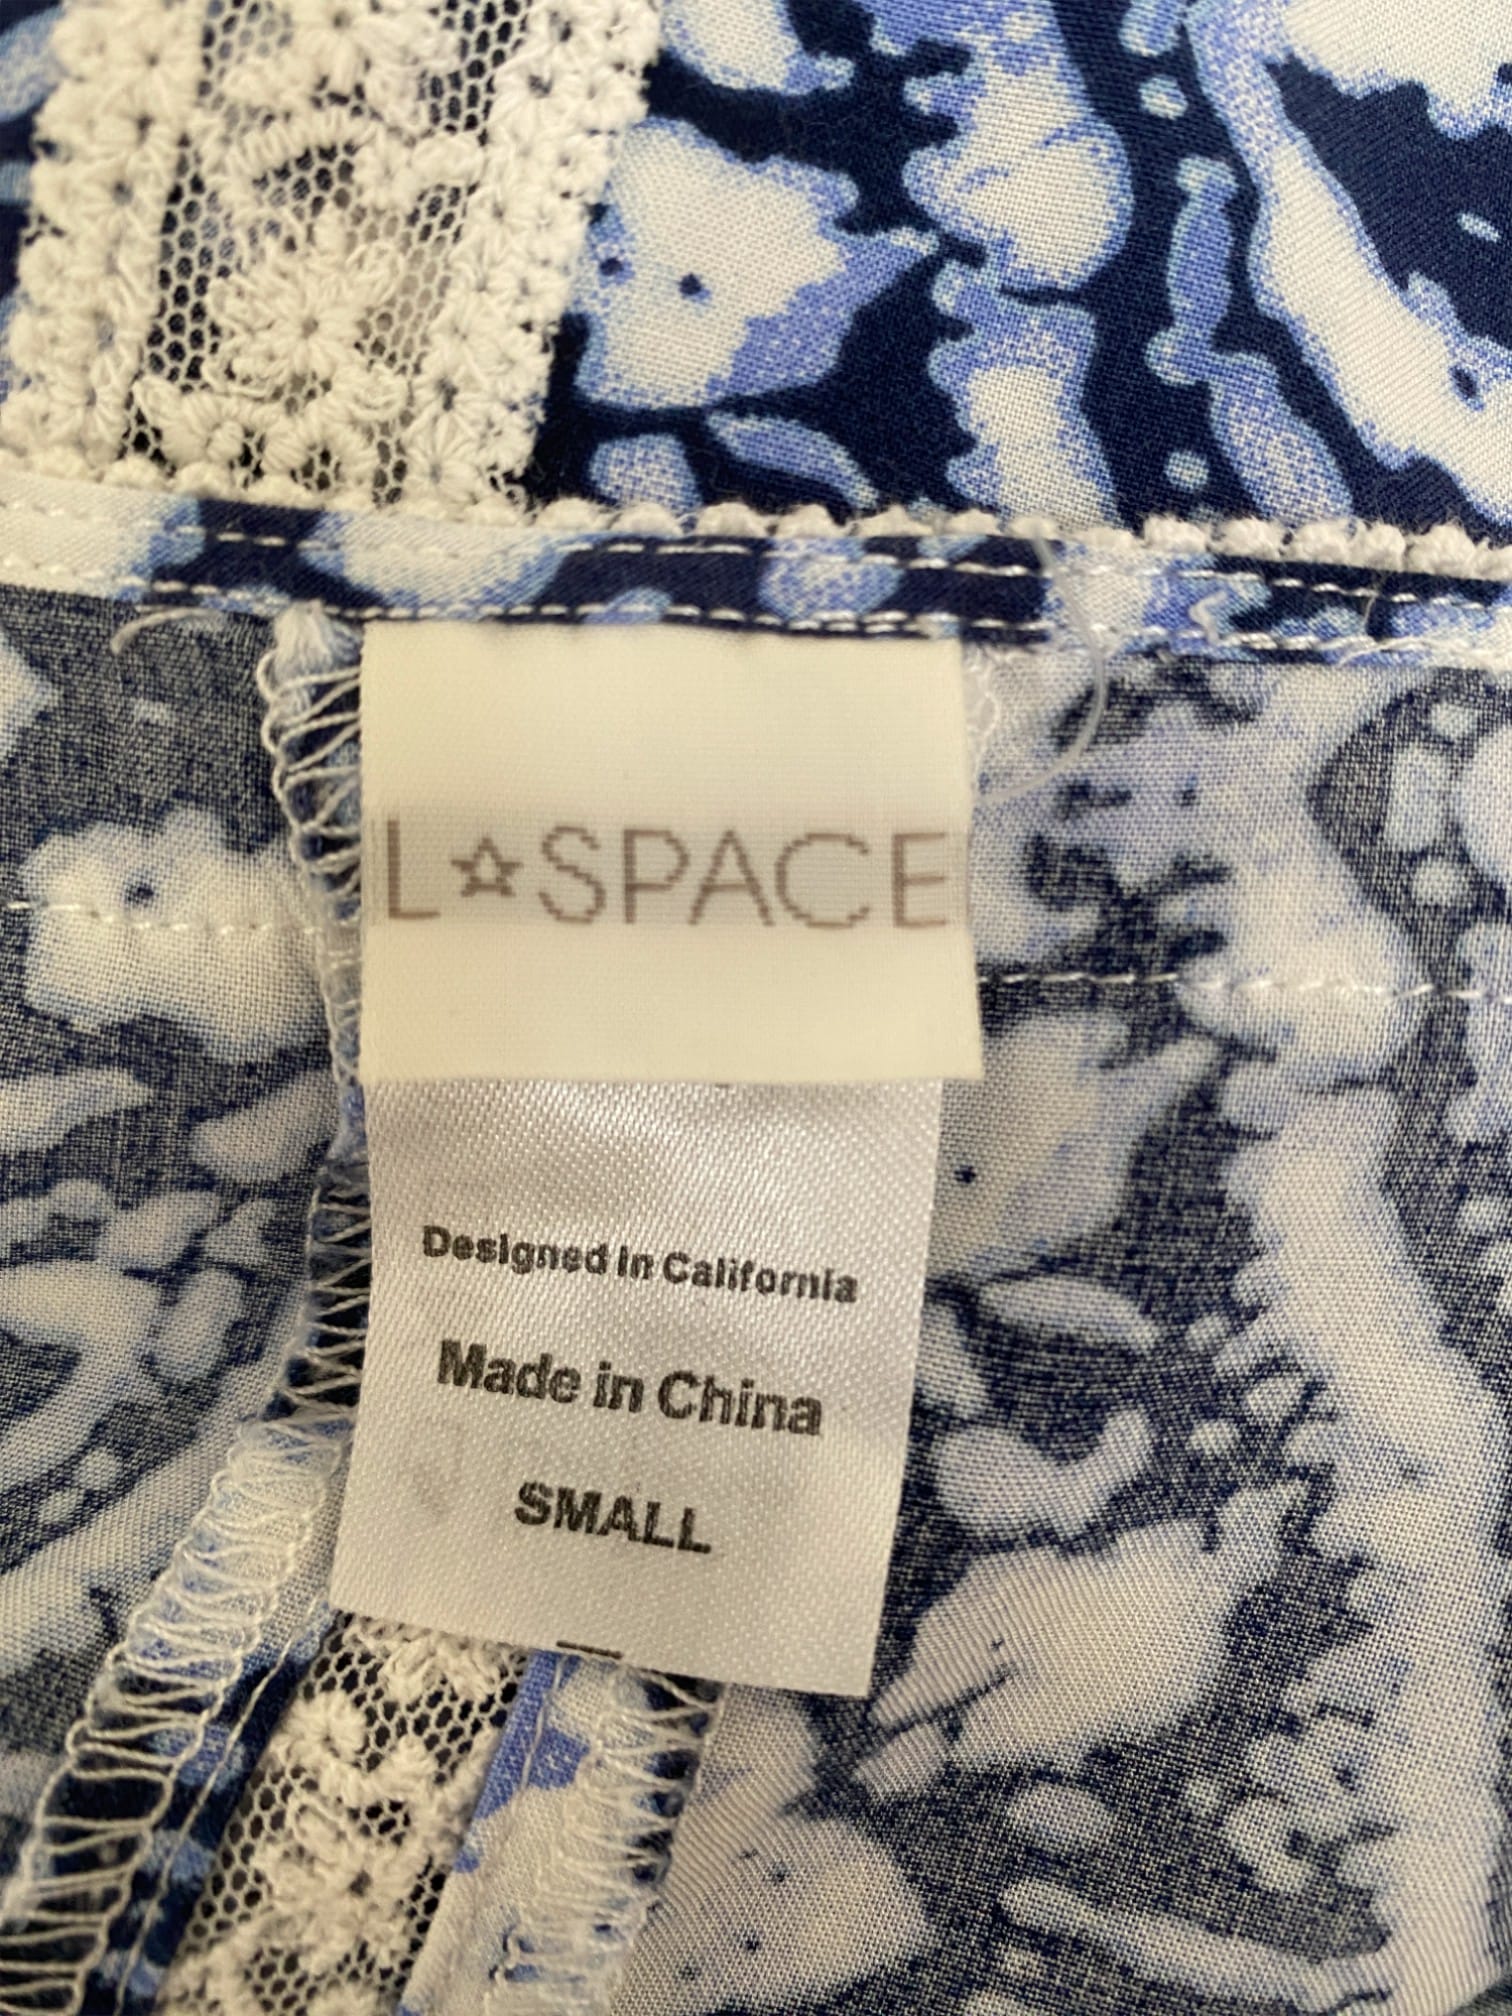 L☆SPACE
Designed in California
Made in China
SMALL